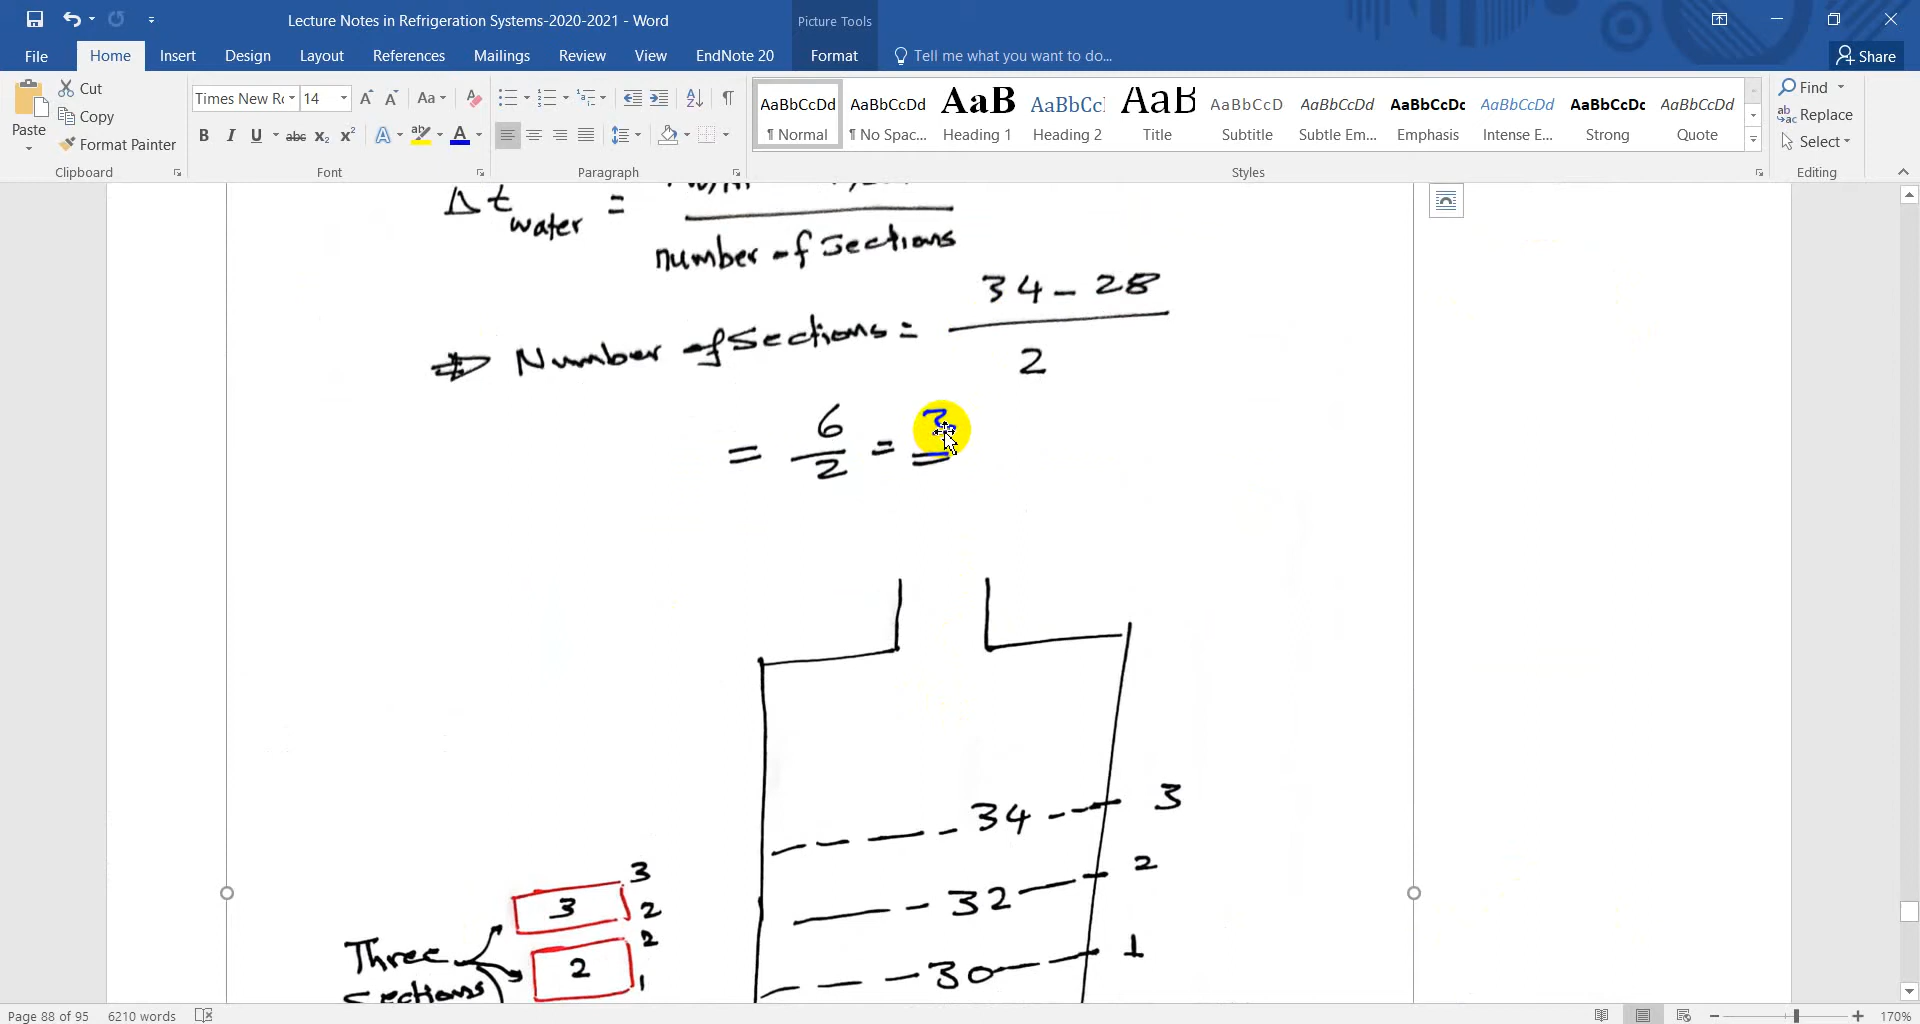 Lecture Notes in Refrigeration Systems-2020-2021 - Word
Picture Tools
File Home Insert Design Layout References Mailings Review View EndNote 20 Format Tell me what you want to do... Share
Paste
Cut
Copy
Format Painter
Clipboard
Times New Ro 14
Aa
B I U abc x₂ x² A A
Font
Paragraph
AaBbCcDd AaBbCcDd AaB AaBbCc AaB AaBbCcD AaBbCcDd AaBbCcDc AaBbCcDd AaBbCcDc AaBbCcDd
¶ Normal ¶ No Spac... Heading 1 Heading 2 Title Subtitle Subtle Em... Emphasis Intense E... Strong Quote
Styles
Find
Replace
Select
Editing
Δt water =
number of sections
⇒ Number of Sections = 34 - 28
2
= 6/2 = 3
34 3
32 2
30 1
3
3
2
Three
Sections
2
2
1
Page 88 of 95 6210 words 170%